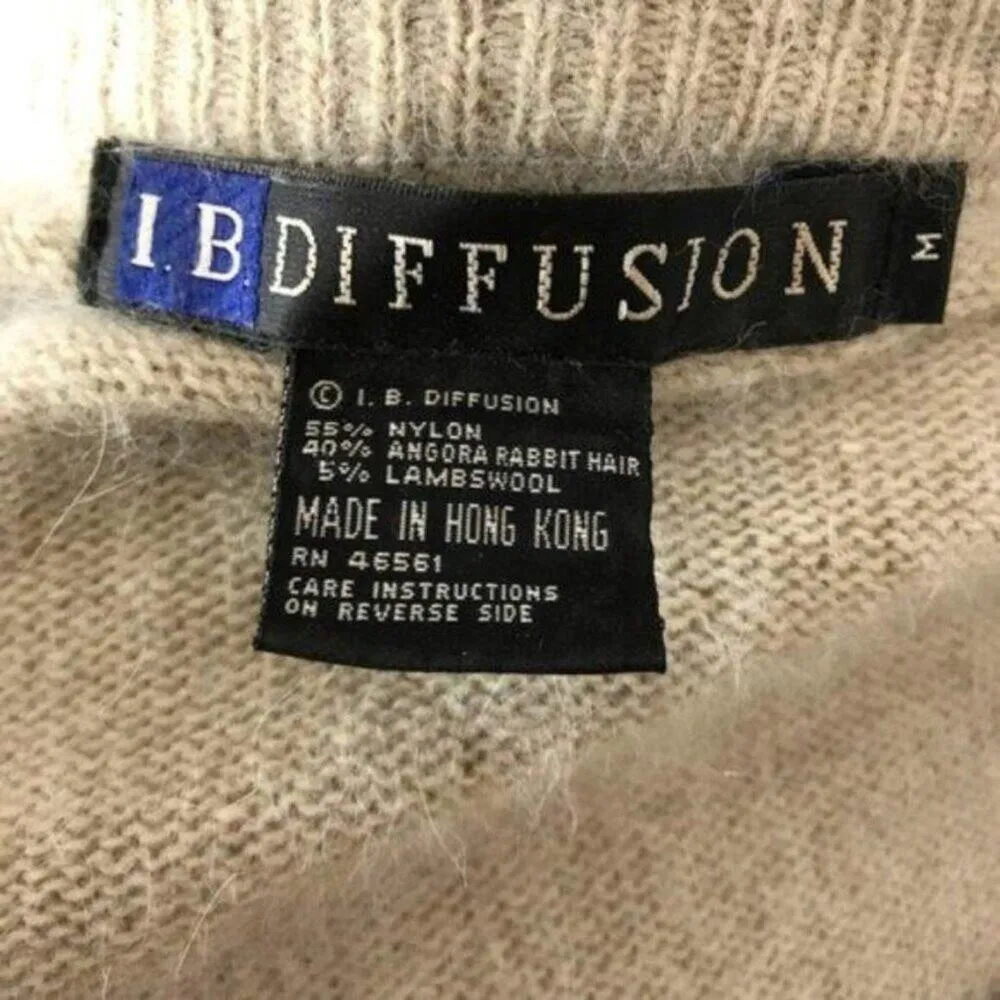 I.B DIFFUSION M
© I. B. DIFFUSION
55% NYLON
40% ANGORA RABBIT HAIR
5% LAMBSWOOL
MADE IN HONG KONG
RN 46561
CARE INSTRUCTIONS
ON REVERSE SIDE